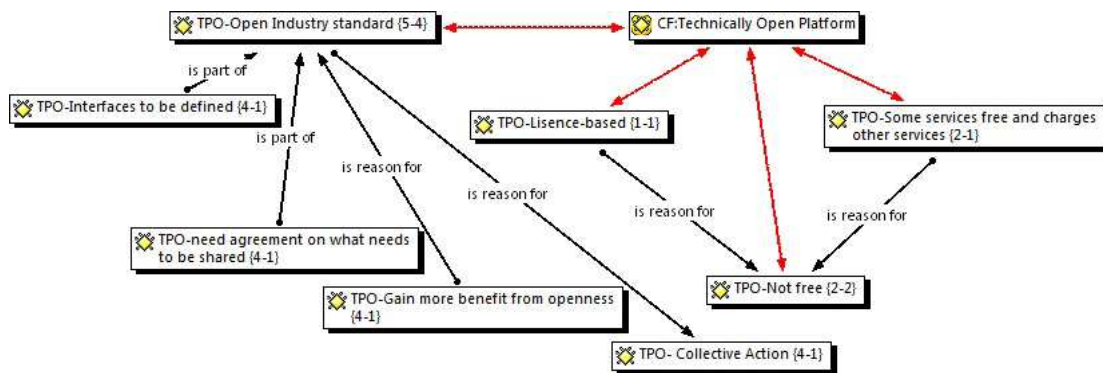 TPO-Open Industry standard {5-4}
CF:Technically Open Platform
is part of
TPO-Interfaces to be defined {4-1}
TPO-Lisence-based {1-1}
TPO-Some services free and charges
other services {2-1}
is part of
is reason for
is reason for
is reason for
is reason for
TPO-need agreement on what needs
to be shared {4-1}
TPO-Gain more benefit from openness
{4-1}
TPO-Not free {2-2}
TPO- Collective Action {4-1}